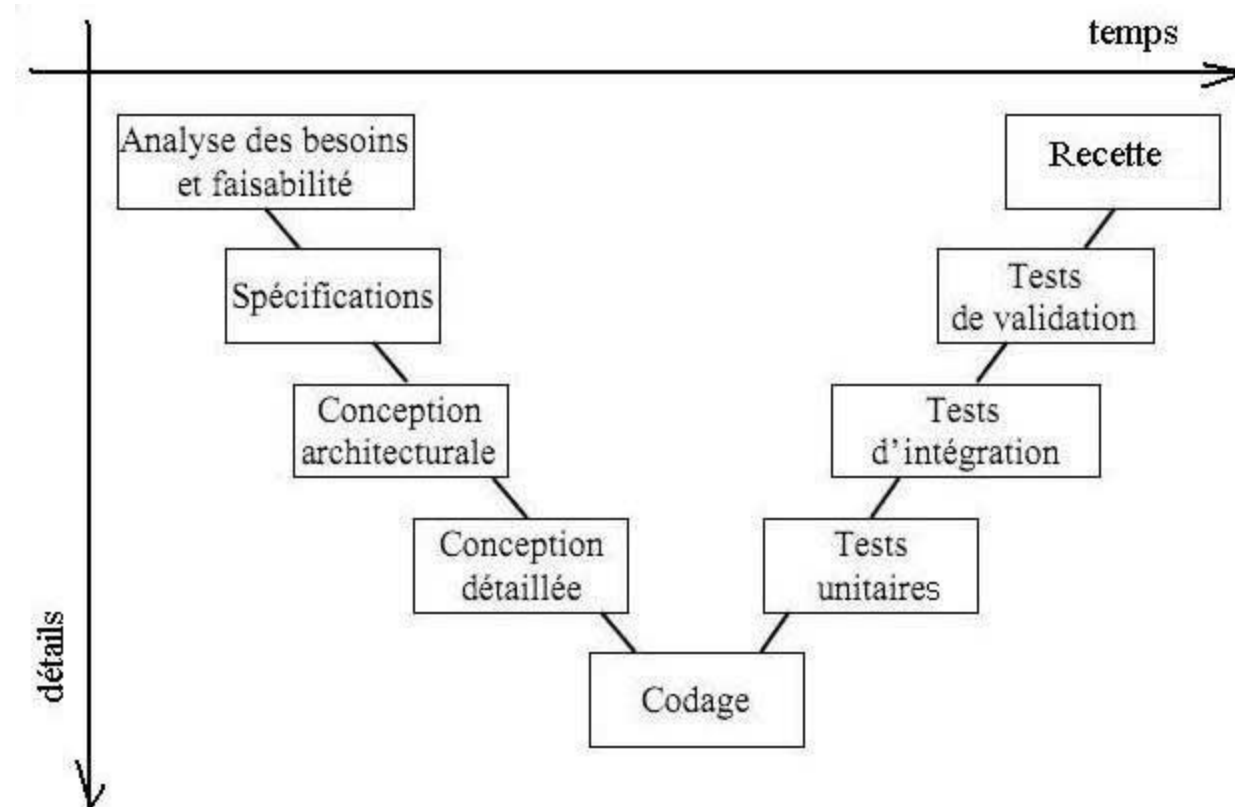 temps
Analyse des besoins
et faisabilité
Recette
Spécifications
Tests
de validation
Conception
architecturale
Tests
d'intégration
Conception
détaillée
Tests
unitaires
détails
Codage